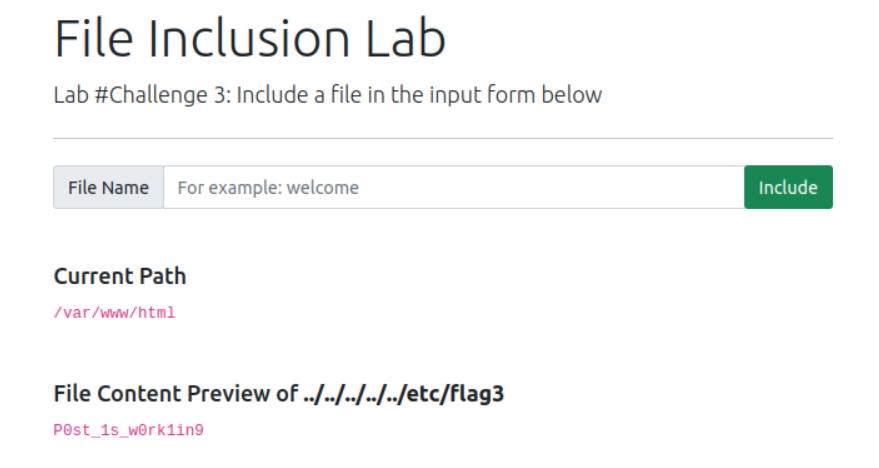 File Inclusion Lab
Lab #Challenge 3: Include a file in the input form below
File Name For example: welcome Include
Current Path
/var/www/html
File Content Preview of ../../../../../etc/flag3
P0st_1s_w0rk1in9